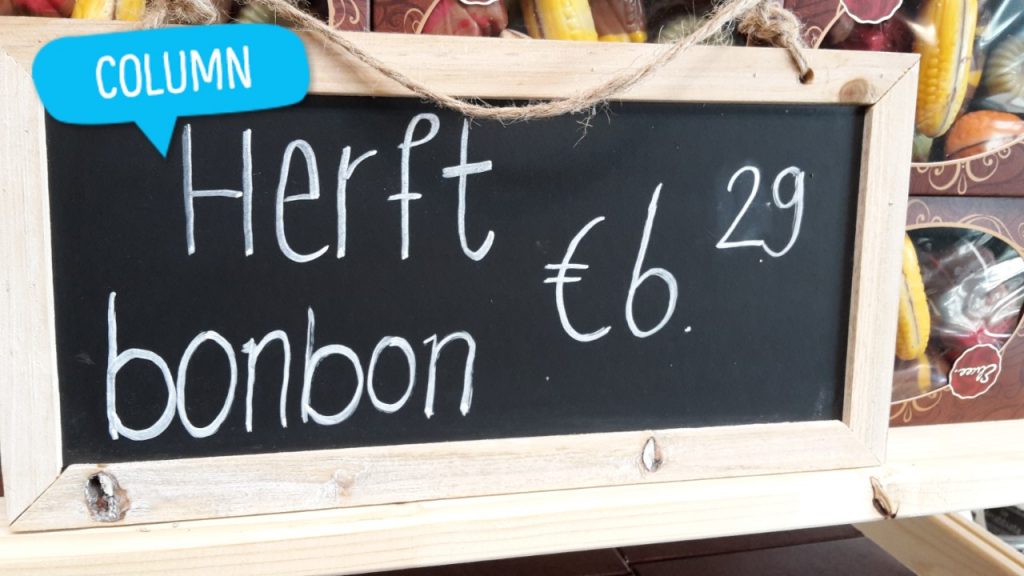 COLUMN
Herft
bonbon
€6.29